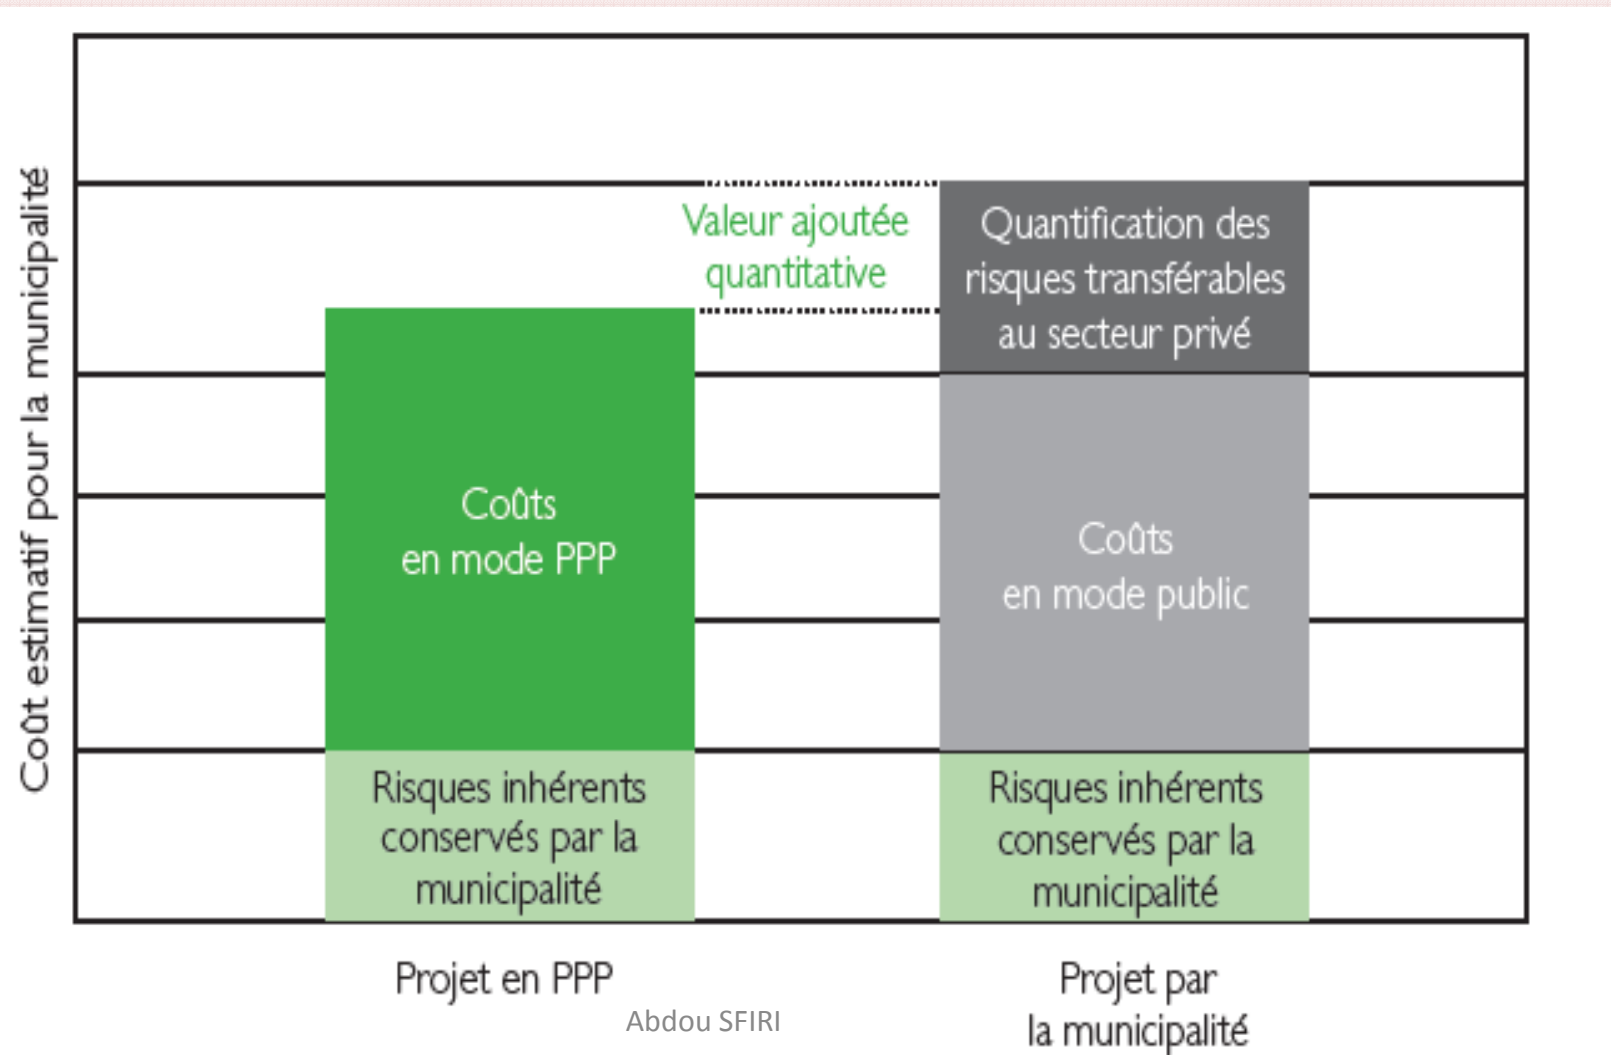 Coût estimatif pour la municipalité
Valeur ajoutée
quantitative
Quantification des
risques transférables
au secteur privé
Coûts
en mode PPP
Coûts
en mode public
Risques inhérents
conservés par la
municipalité
Risques inhérents
conservés par la
municipalité
Projet en PPP
Projet par
la municipalité
Abdou SFIRI